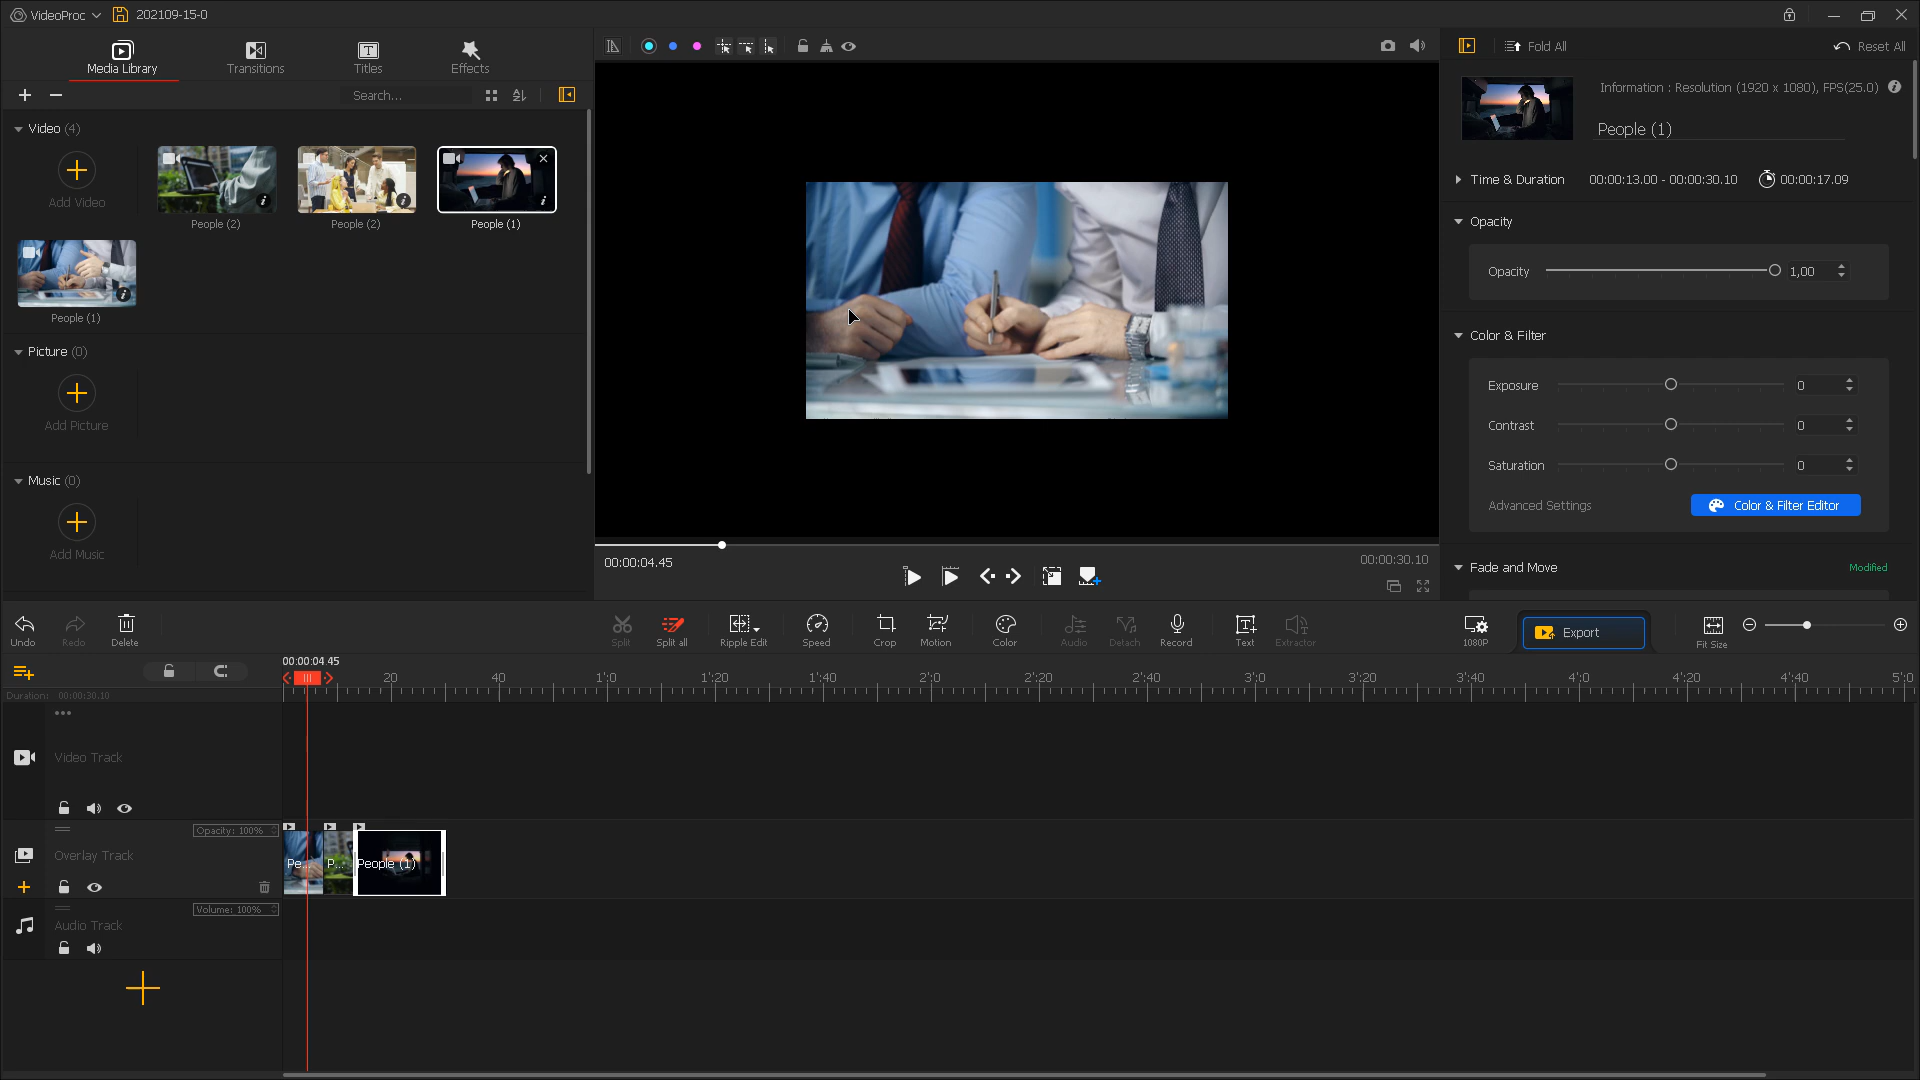 VideoProc
202109-15-0
Media Library
Transitions
Titles
Effects
Search...
Fold All
Reset All
Information : Resolution (1920 x 1080), FPS(25.0)
People (1)
Video (4)
Add Video
People (2)
People (2)
People (1)
People (1)
Picture (0)
Add Picture
Music (0)
Add Music
Time & Duration
00:00:13.00 - 00:00:30.10
00:00:17.09
Opacity
Opacity
1,00
Color & Filter
Exposure
0
Contrast
0
Saturation
0
Advanced Settings
Color & Filter Editor
Fade and Move
Modified
00:00:04.45
00:00:30.10
Undo
Redo
Delete
Split
Split all
Ripple Edit
Speed
Crop
Motion
Color
Audio
Detach
Record
Text
Extractor
1080P
Export
Fit Size
00:00:04.45
20
40
1':0
1':20
1':40
2':0
2':20
2':40
3':0
3':20
3':40
4':0
4':20
4':40
5':0
Duration: 00:00:30.10
Video Track
Opacity: 100%
Overlay Track
Pe...
P...
People (1)
Volume: 100%
Audio Track